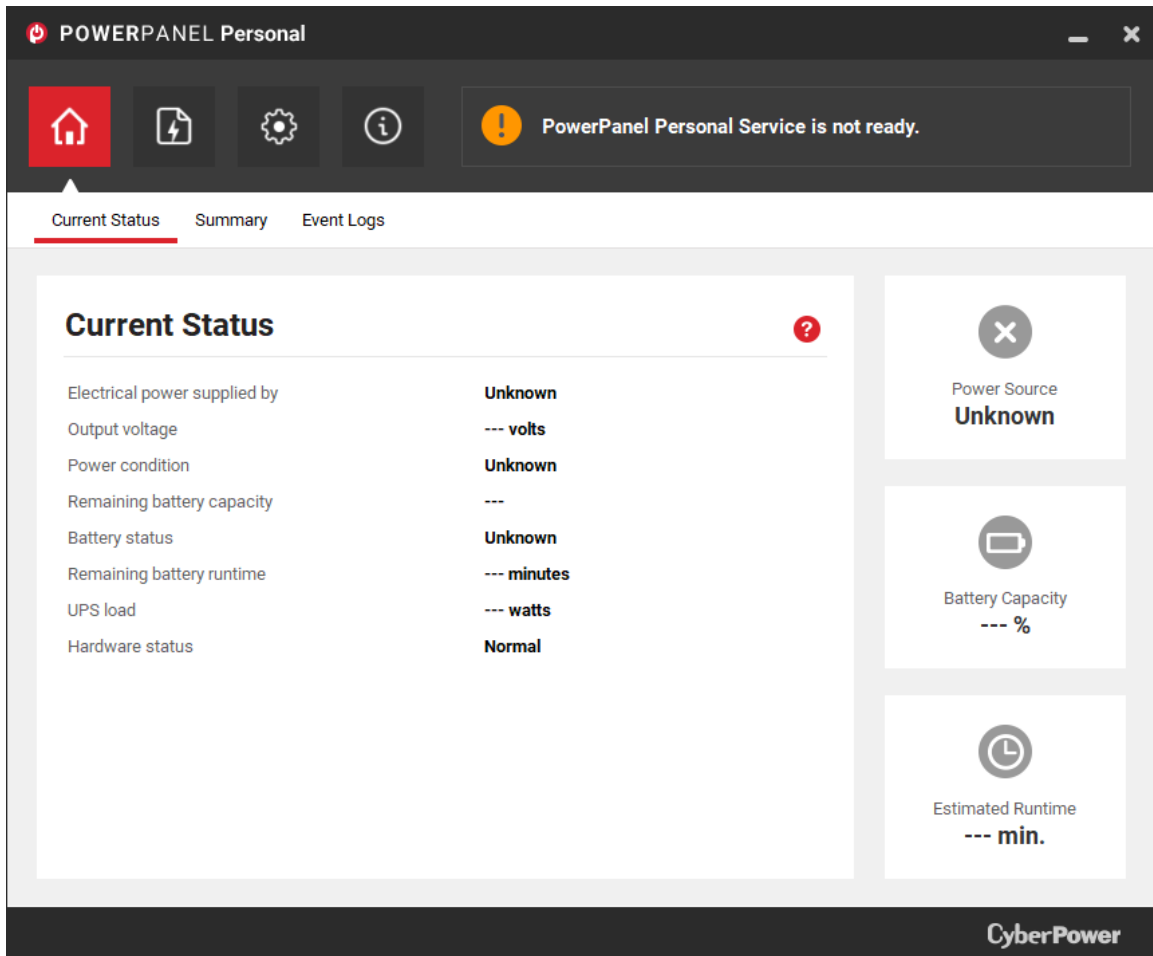 POWERPANEL Personal
PowerPanel Personal Service is not ready.
Current Status Summary Event Logs
Current Status
Electrical power supplied by Unknown
Output voltage --- volts
Power condition Unknown
Remaining battery capacity ---
Battery status Unknown
Remaining battery runtime --- minutes
UPS load --- watts
Hardware status Normal
Power Source
Unknown
Battery Capacity
--- %
Estimated Runtime
--- min.
CyberPower